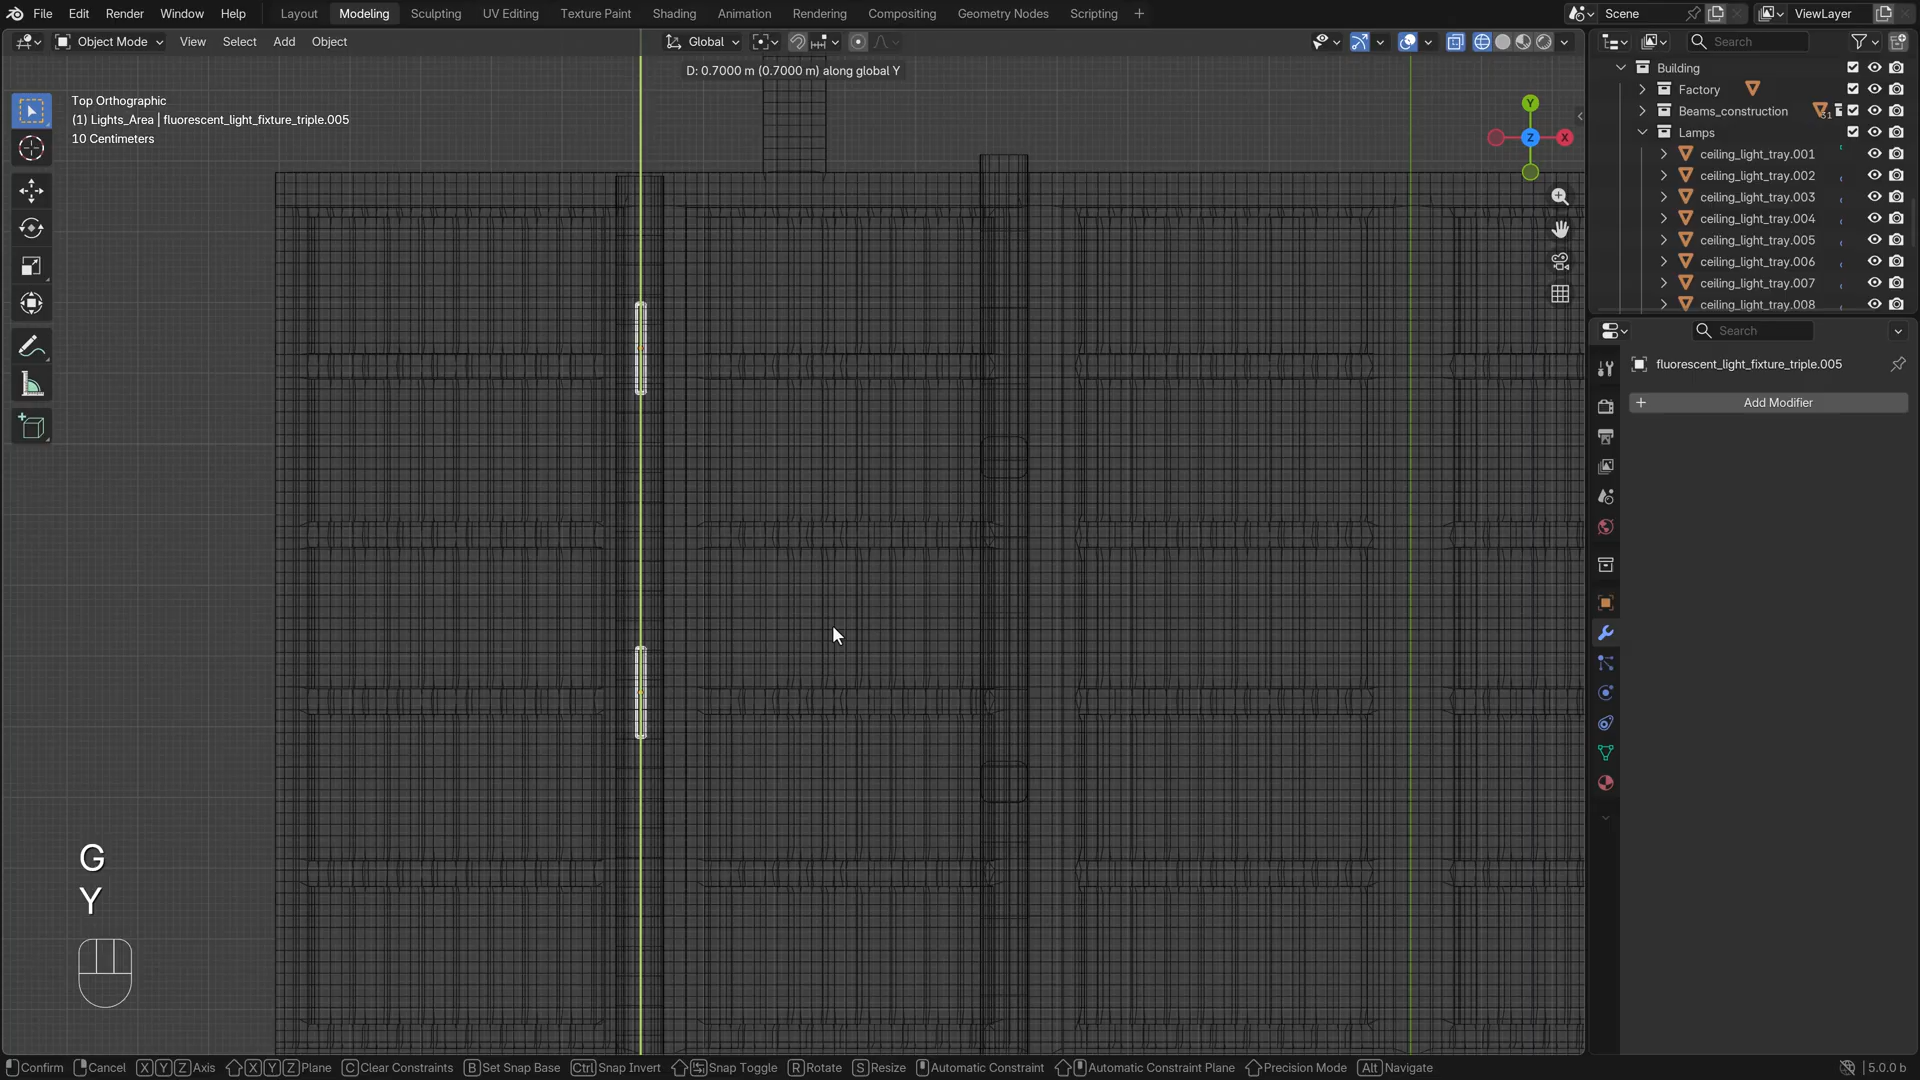 File Edit Render Window Help Layout Modeling Sculpting UV Editing Texture Paint Shading Animation Rendering Compositing Geometry Nodes Scripting + Scene ViewLayer
Object Mode View Select Add Object Global Search
D: 0.7000 m (0.7000 m) along global Y
Top Orthographic
(1) Lights_Area | fluorescent_light_fixture_triple.005
10 Centimeters
Y
X
Z
Building
Factory
Beams_construction
Lamps
ceiling_light_tray.001
ceiling_light_tray.002
ceiling_light_tray.003
ceiling_light_tray.004
ceiling_light_tray.005
ceiling_light_tray.006
ceiling_light_tray.007
ceiling_light_tray.008
Search
fluorescent_light_fixture_triple.005
+ Add Modifier
G
Y
Confirm Cancel X Y Z Axis X Y Z Plane C Clear Constraints B Set Snap Base Ctrl Snap Invert Snap Toggle R Rotate S Resize Automatic Constraint Automatic Constraint Plane Precision Mode Alt Navigate 5.0.0 b